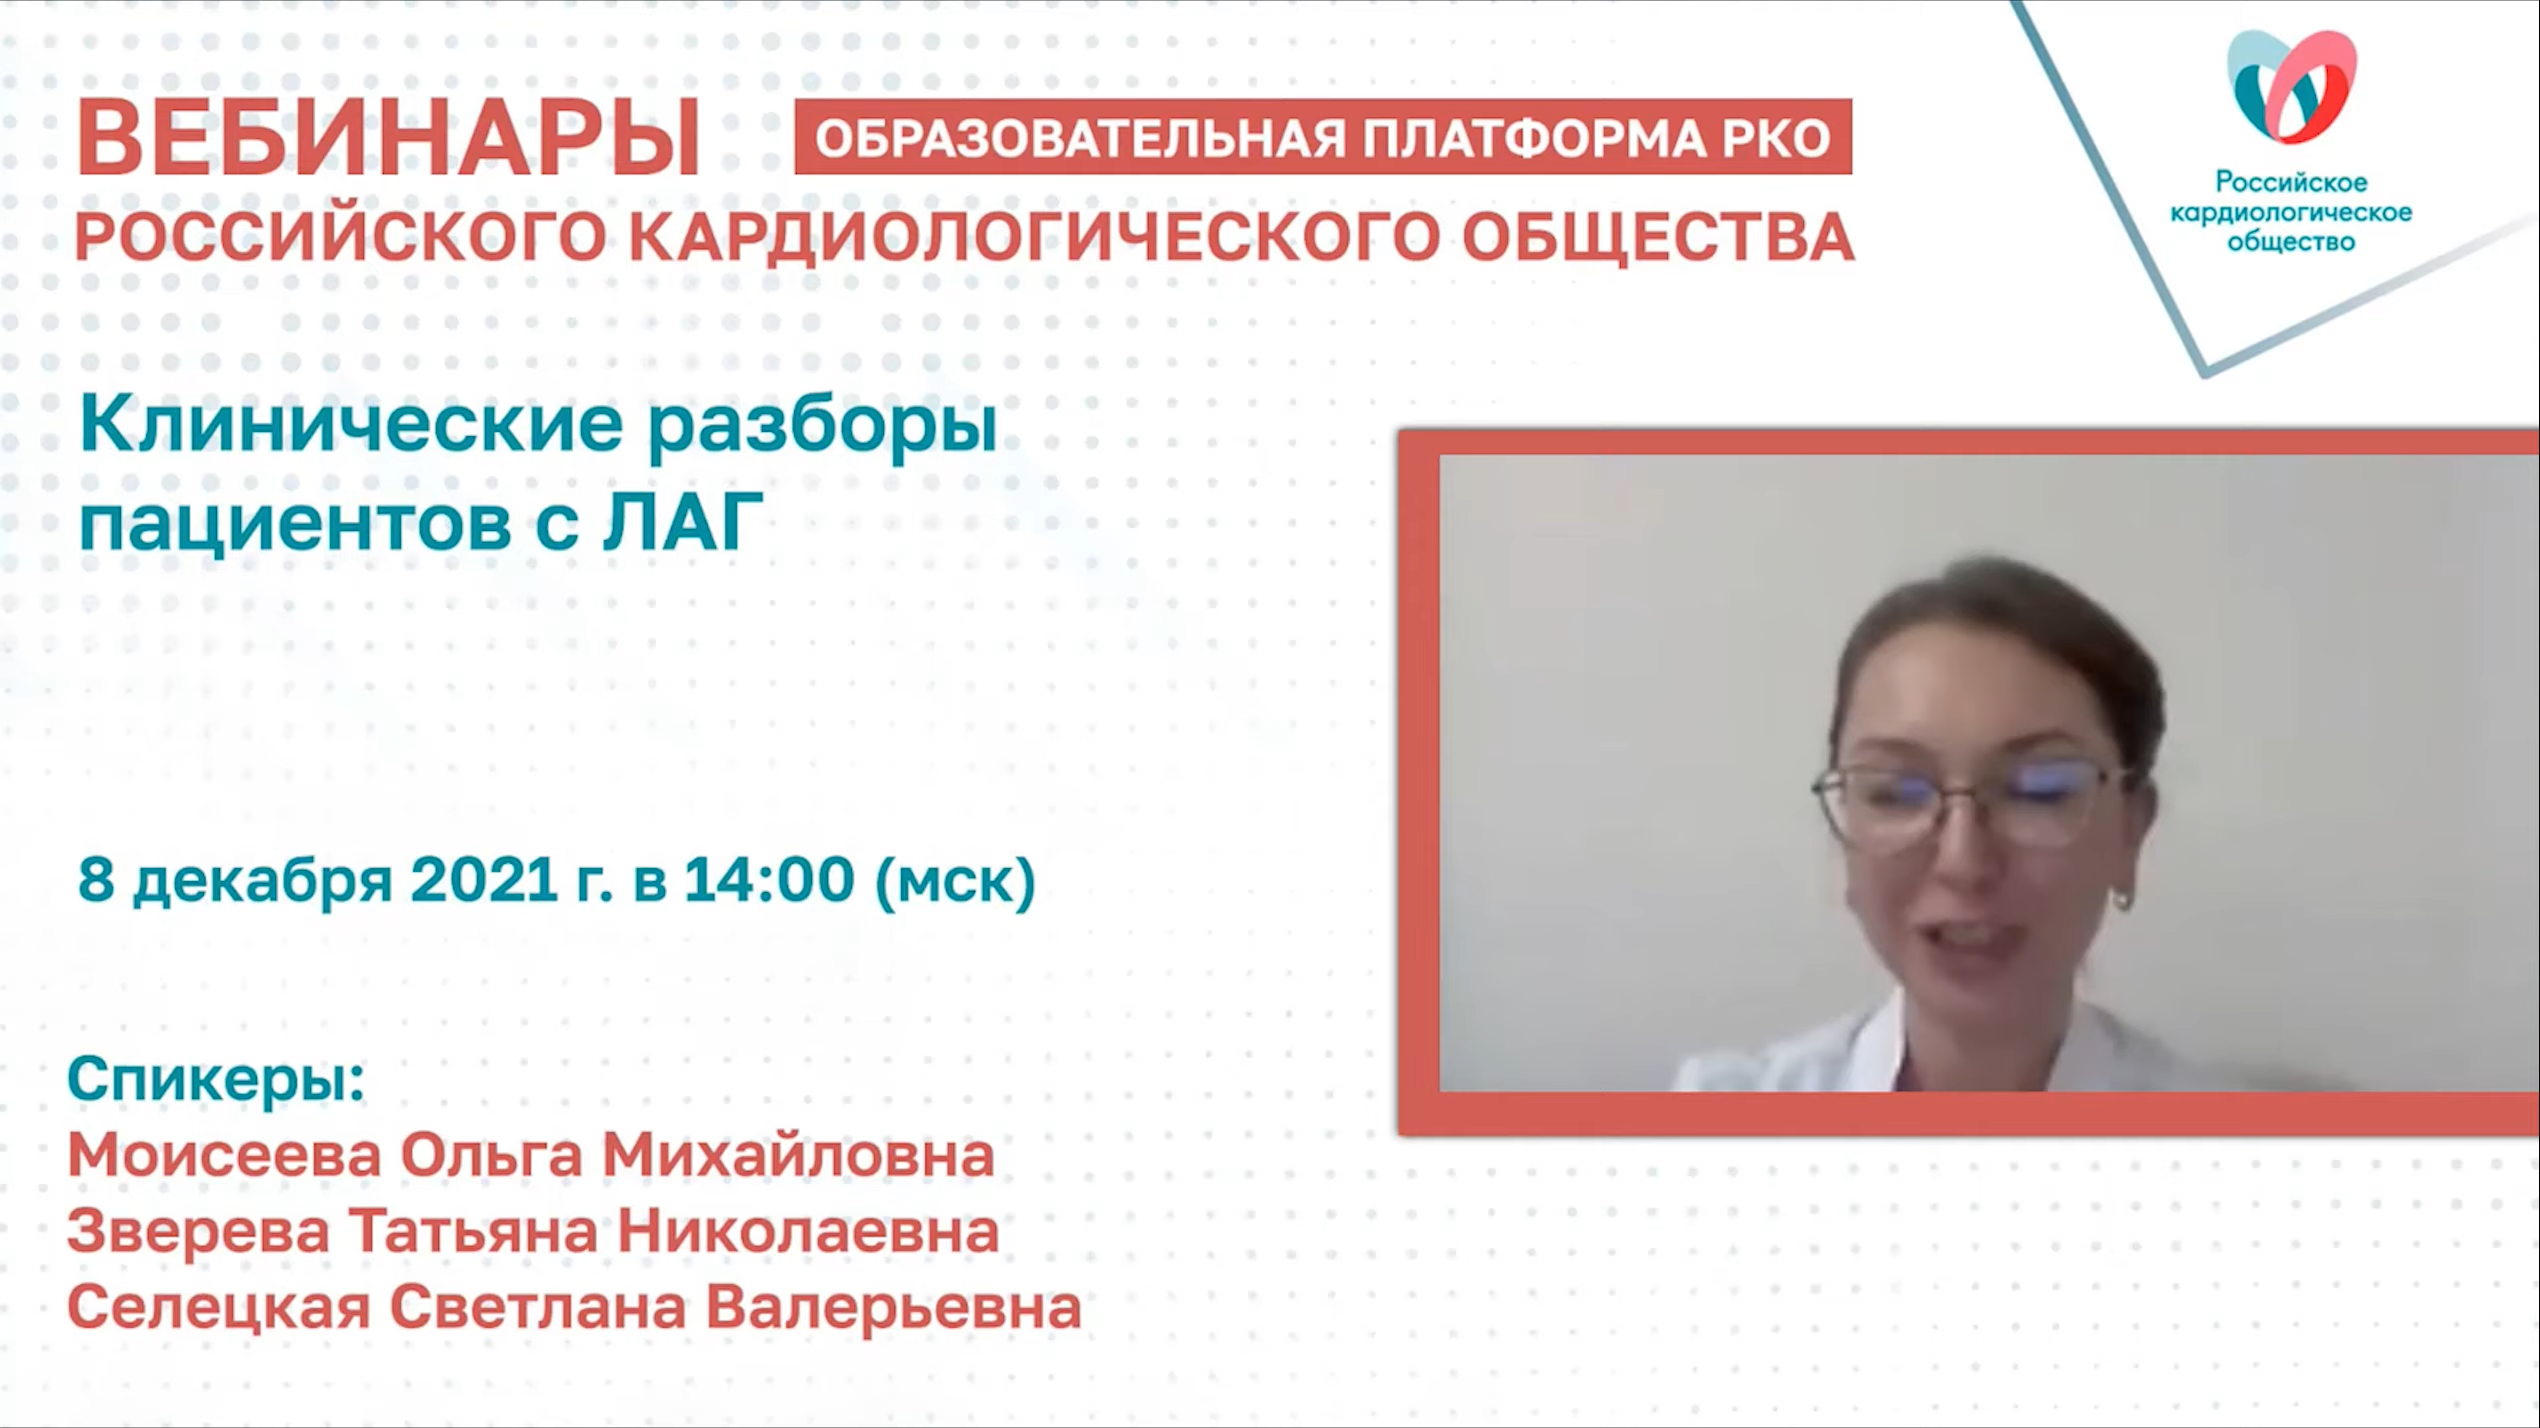 ВЕБИНАРЫ
ОБРАЗОВАТЕЛЬНАЯ ПЛАТФОРМА РКО
РОССИЙСКОГО КАРДИОЛОГИЧЕСКОГО ОБЩЕСТВА
Российское
кардиологическое
общество
Клинические разборы
пациентов с ЛАГ
8 декабря 2021 г. в 14:00 (мск)
Спикеры:
Моисеева Ольга Михайловна
Зверева Татьяна Николаевна
Селецкая Светлана Валерьевна